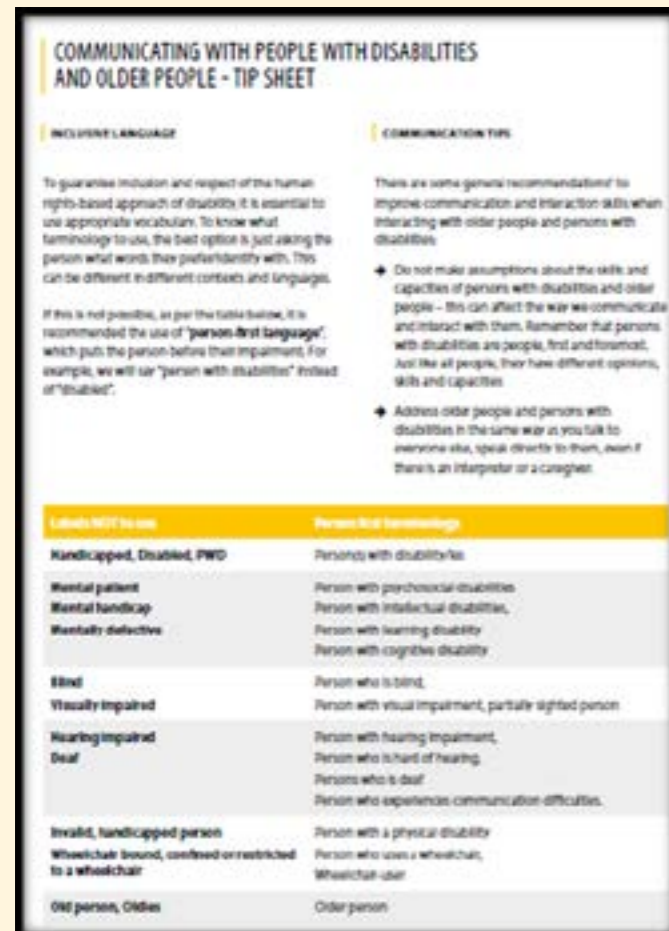 COMMUNICATING WITH PEOPLE WITH DISABILITIES
AND OLDER PEOPLE - TIP SHEET
INCLUSIVE LANGUAGE
To guarantee inclusion and respect of the human
rights-based approach of disability, it is essential to
use appropriate vocabulary. To know what
terminology to use, the best option is just asking the
person what words they prefer/identify with. This
can be different in different contexts and languages.
If this is not possible, as per the table below, it is
recommended the use of "person-first language",
which puts the person before their impairment. For
example, we will say "person with disabilities" instead
of "disabled".
COMMUNICATION TIPS
There are some general recommendations to
improve communication and interaction skills when
interacting with older people and persons with
disabilities:
Do not make assumptions about the skills and
capacities of persons with disabilities and older
people – this can affect the way we communicate
and interact with them. Remember that persons
with disabilities are people, first and foremost.
Just like all people, they have different opinions,
skills and capacities
Address older people and persons with
disabilities in the same way as you talk to
everyone else, speak directly to them, even if
there is an interpreter or a caregiver.
Labels NOT to use Person first terminology
Handicapped, Disabled, PWD Person(s) with disability/ies
Mental patient Person with psychosocial disabilities
Mental handicap Person with intellectual disabilities,
Mentally defective Person with learning disability
Person with cognitive disability
Blind Person who is blind,
Visually impaired Person with visual impairment, partially sighted person
Hearing impaired Person with hearing impairment,
Deaf Person who is hard of hearing,
Persons who is deaf
Person who experiences communication difficulties.
Invalid, handicapped person Person with a physical disability
Wheelchair bound, confined or restricted Person who uses a wheelchair,
to a wheelchair Wheelchair user
Old person, Oldies Older person